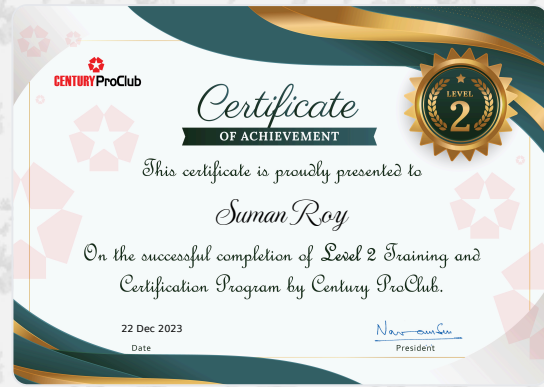 CENTURY ProClub
LEVEL
2
Certificate
OF ACHIEVEMENT
This certificate is proudly presented to
Suman Roy
On the successful completion of Level 2 Training and
Certification Program by Century ProClub.
22 Dec 2023
Date
President